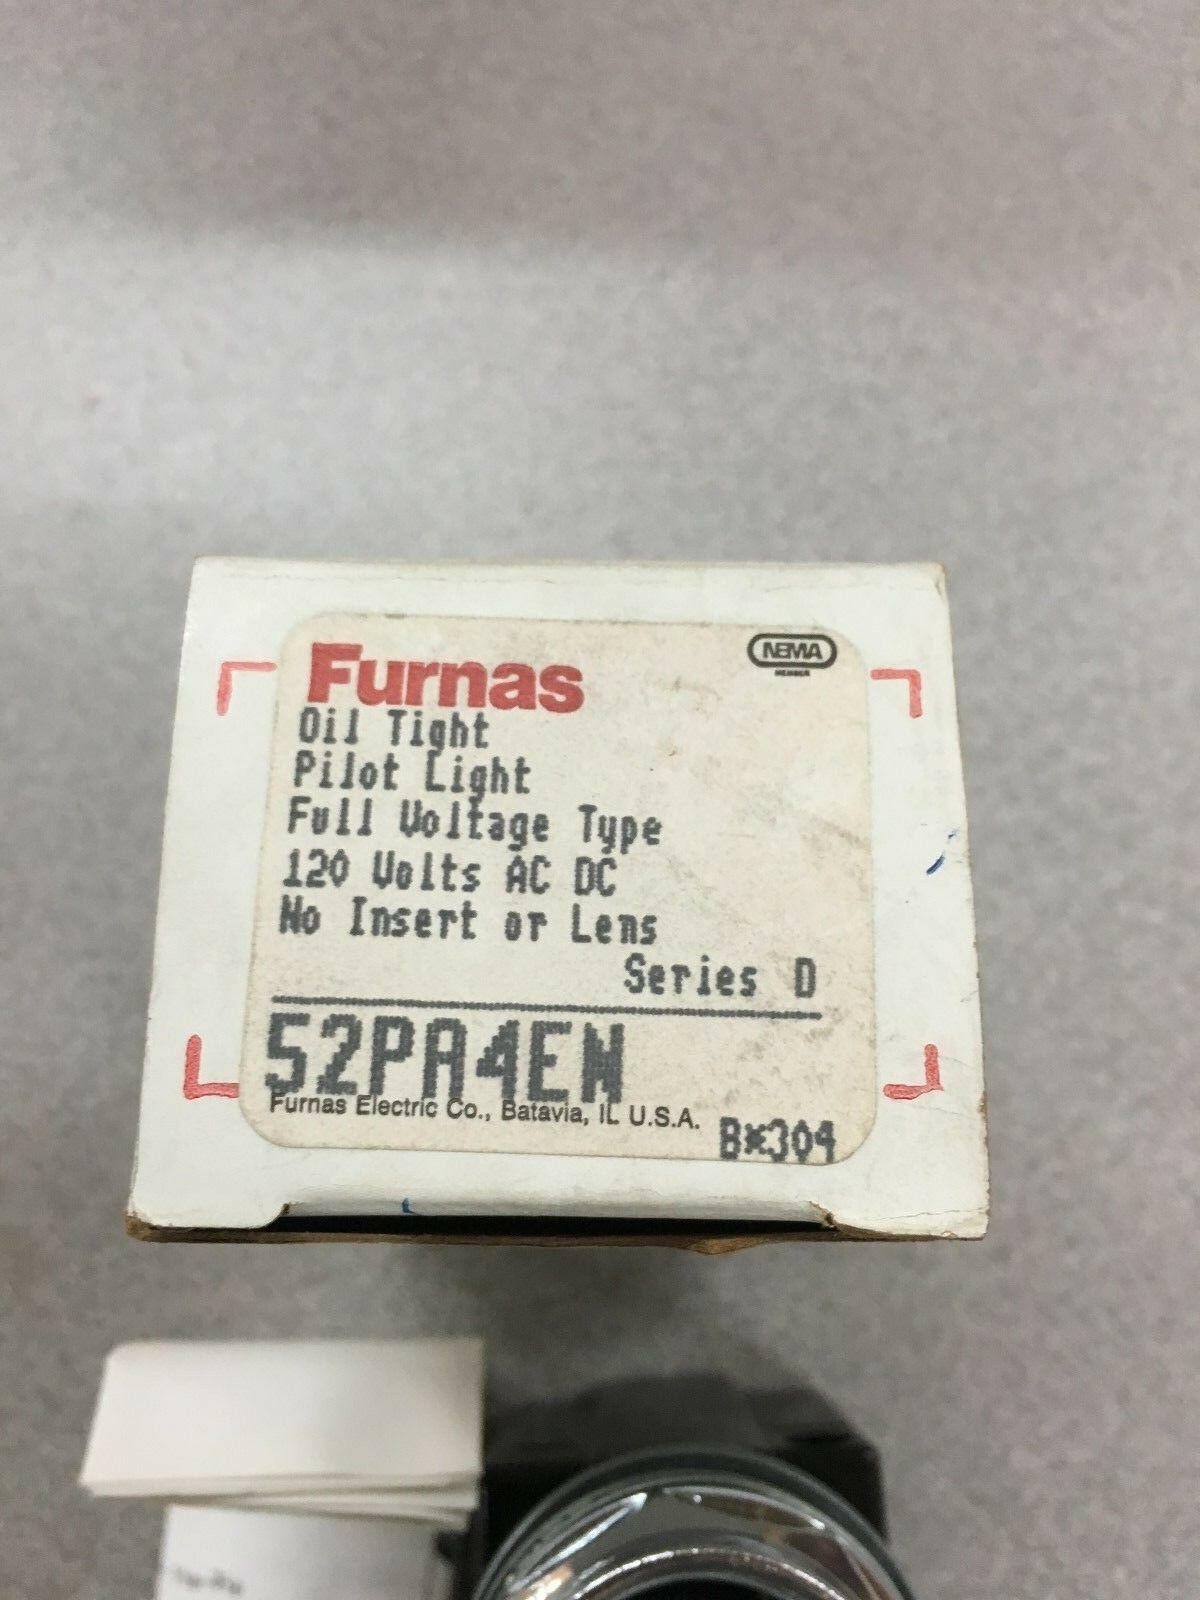 Furnas
NEMA
MEMBER
Oil Tight
Pilot Light
Full Voltage Type
120 Volts AC DC
No Insert or Lens
Series D
52PA4EN
Furnas Electric Co., Batavia, IL U.S.A.
B*304